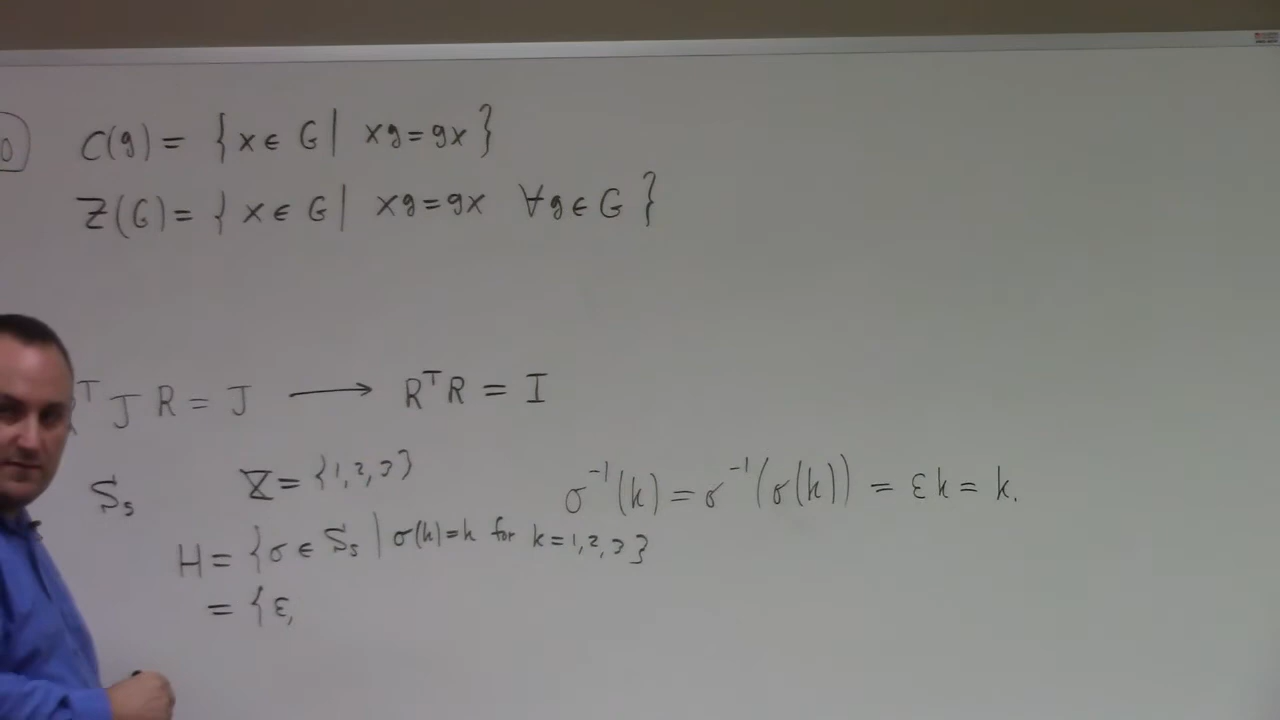 C(g) = { x ∈ G | xg = gx }
Z(G) = { x ∈ G | xg = gx ∀g ∈ G }
ᵀ J R = J ⟶ RᵀR = I
S₅ X = {1, 2, 3} σ⁻¹(k) = σ⁻¹(σ(k)) = εk = k.
H = { σ ∈ S₅ | σ(k) = k for k = 1, 2, 3 }
= { ε,